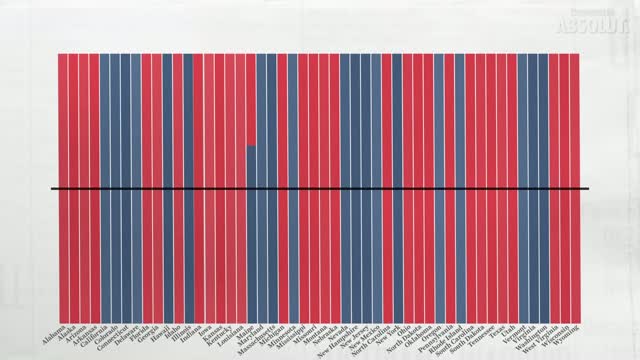 ABSOLUT.
Alabama
Alaska
Arizona
Arkansas
California
Colorado
Connecticut
Delaware
Florida
Georgia
Hawaii
Idaho
Illinois
Indiana
Iowa
Kansas
Kentucky
Louisiana
Maine
Maryland
Massachusetts
Michigan
Minnesota
Mississippi
Missouri
Montana
Nebraska
Nevada
New Hampshire
New Jersey
New Mexico
New York
North Carolina
North Dakota
Ohio
Oklahoma
Oregon
Pennsylvania
Rhode Island
South Carolina
South Dakota
Tennessee
Texas
Utah
Vermont
Virginia
Washington
West Virginia
Wisconsin
Wyoming